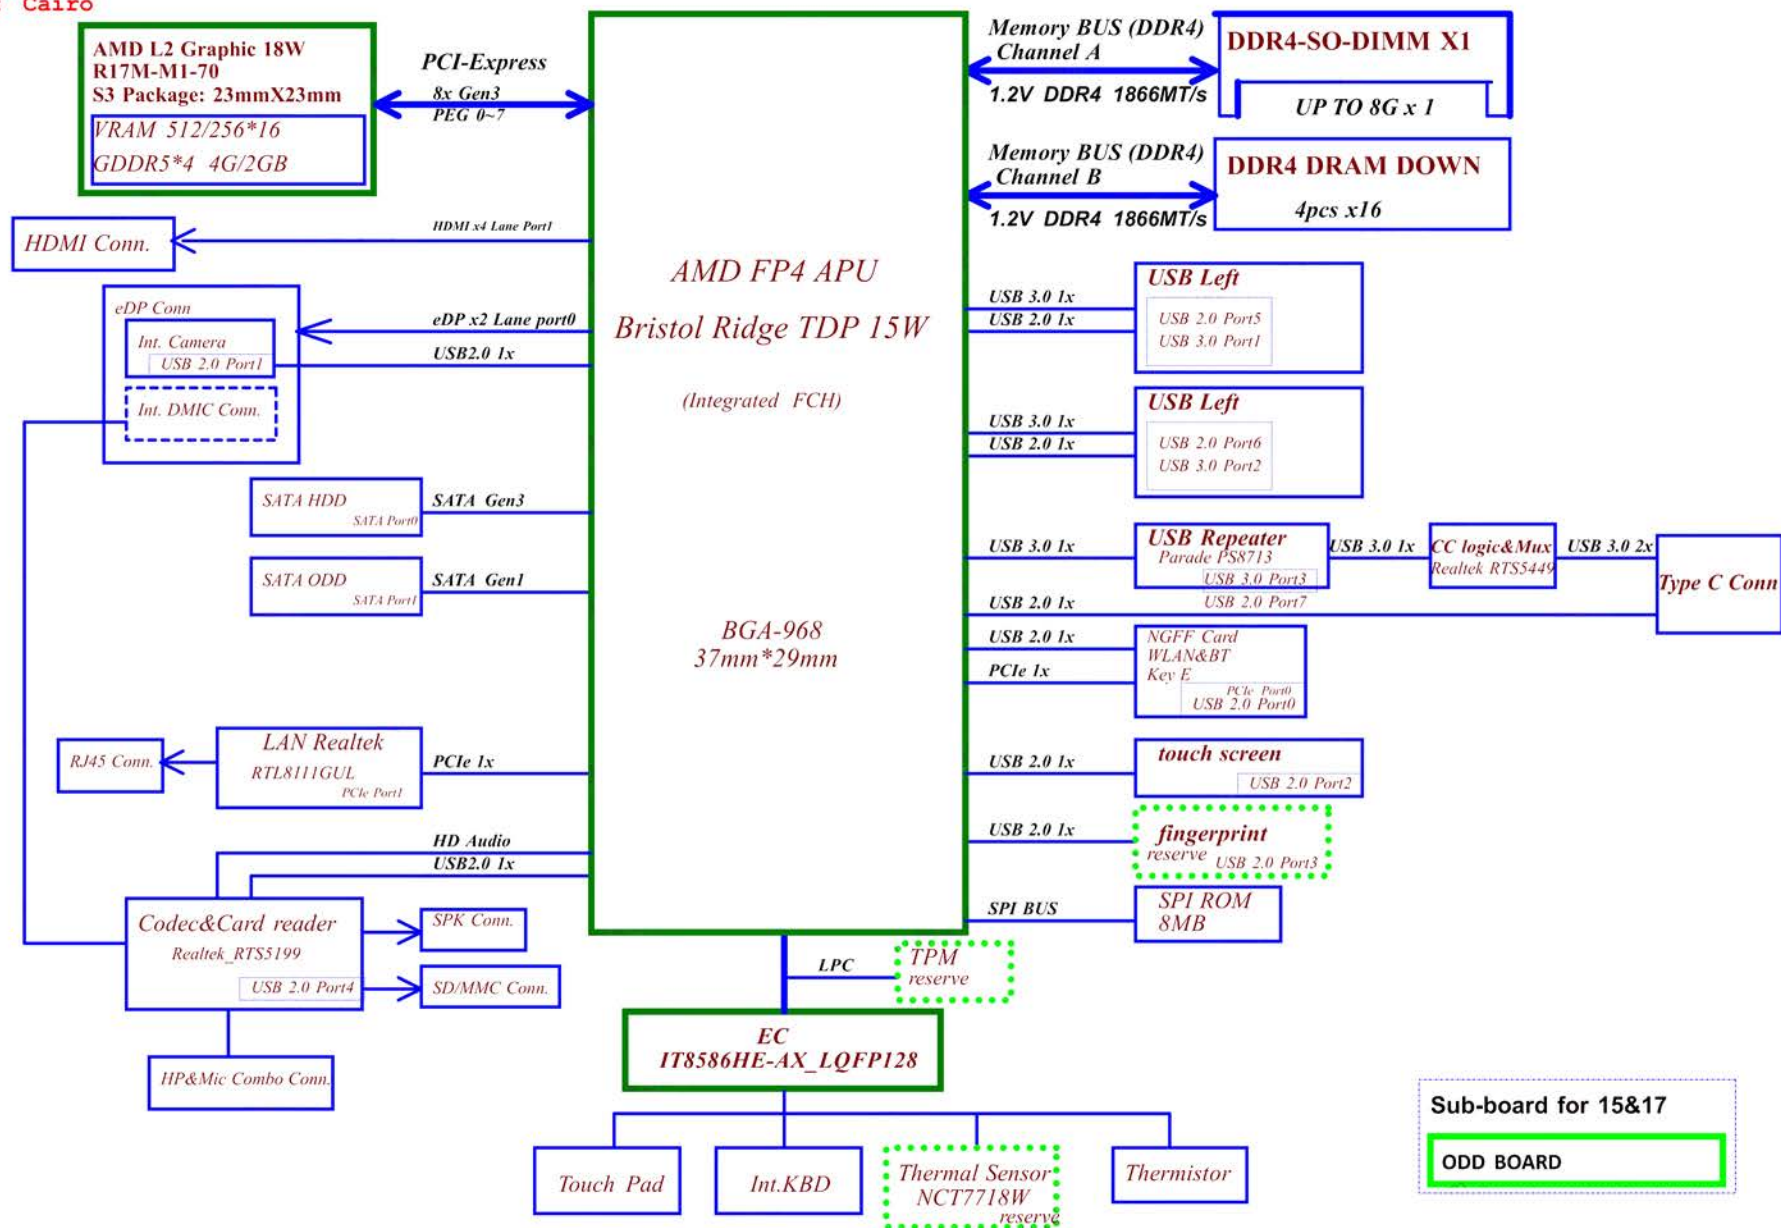 : Cairo
AMD L2 Graphic 18W
R17M-M1-70
S3 Package: 23mmX23mm
VRAM 512/256*16
GDDR5*4 4G/2GB
PCI-Express
8x Gen3
PEG 0~7
HDMI Conn.
HDMI x4 Lane Port1
eDP Conn
Int. Camera
USB 2.0 Port1
Int. DMIC Conn.
eDP x2 Lane port0
USB2.0 1x
SATA HDD
SATA Port0
SATA Gen3
SATA ODD
SATA Port1
SATA Gen1
RJ45 Conn.
LAN Realtek
RTL8111GUL
PCIe Port1
PCIe 1x
HD Audio
USB2.0 1x
Codec&Card reader
Realtek_RTS5199
USB 2.0 Port4
SPK Conn.
SD/MMC Conn.
HP&Mic Combo Conn.
AMD FP4 APU
Bristol Ridge TDP 15W
(Integrated FCH)
BGA-968
37mm*29mm
Memory BUS (DDR4)
Channel A
1.2V DDR4 1866MT/s
DDR4-SO-DIMM X1
UP TO 8G x 1
Memory BUS (DDR4)
Channel B
1.2V DDR4 1866MT/s
DDR4 DRAM DOWN
4pcs x16
USB 3.0 1x
USB 2.0 1x
USB Left
USB 2.0 Port5
USB 3.0 Port1
USB 3.0 1x
USB 2.0 1x
USB Left
USB 2.0 Port6
USB 3.0 Port2
USB 3.0 1x
USB Repeater
Parade PS8713
USB 3.0 Port3
USB 2.0 Port7
USB 3.0 1x
CC logic&Mux
Realtek RTS5449
USB 3.0 2x
Type C Conn
USB 2.0 1x
USB 2.0 1x
PCIe 1x
NGFF Card
WLAN&BT
Key E
PCIe Port0
USB 2.0 Port0
USB 2.0 1x
touch screen
USB 2.0 Port2
USB 2.0 1x
fingerprint
reserve USB 2.0 Port3
SPI BUS
SPI ROM
8MB
LPC
TPM
reserve
EC
IT8586HE-AX_LQFP128
Touch Pad
Int.KBD
Thermal Sensor
NCT7718W
reserve
Thermistor
Sub-board for 15&17
ODD BOARD